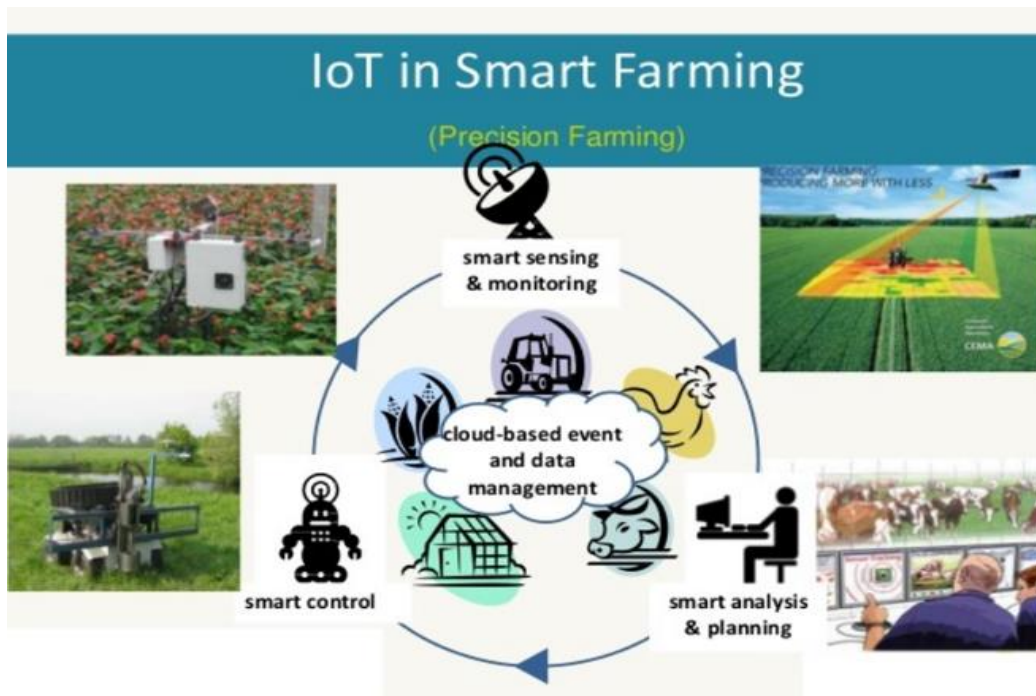 IoT in Smart Farming
(Precision Farming)
PRECISION FARMING
PRODUCING MORE WITH LESS
smart sensing
& monitoring
CEMA
cloud-based event
and data
management
smart control
smart analysis
& planning